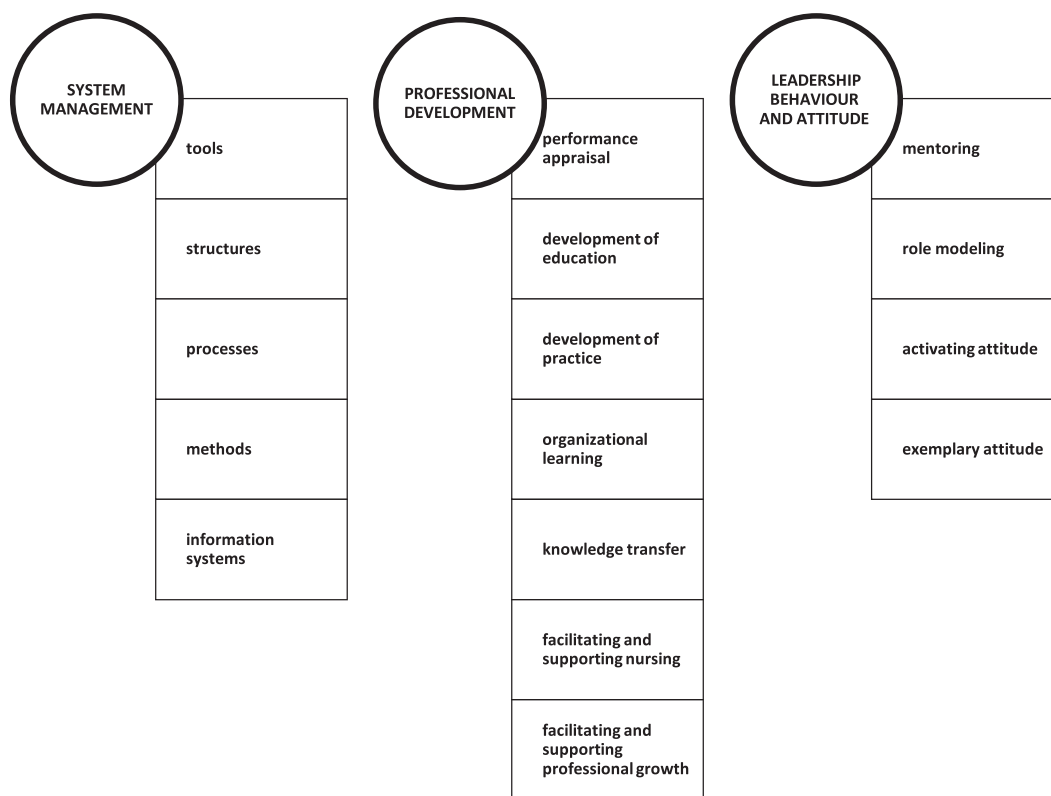 SYSTEM
MANAGEMENT
tools
structures
processes
methods
information
systems
PROFESSIONAL
DEVELOPMENT
performance
appraisal
development of
education
development of
practice
organizational
learning
knowledge transfer
facilitating and
supporting nursing
facilitating and
supporting
professional growth
LEADERSHIP
BEHAVIOUR
AND ATTITUDE
mentoring
role modeling
activating attitude
exemplary attitude